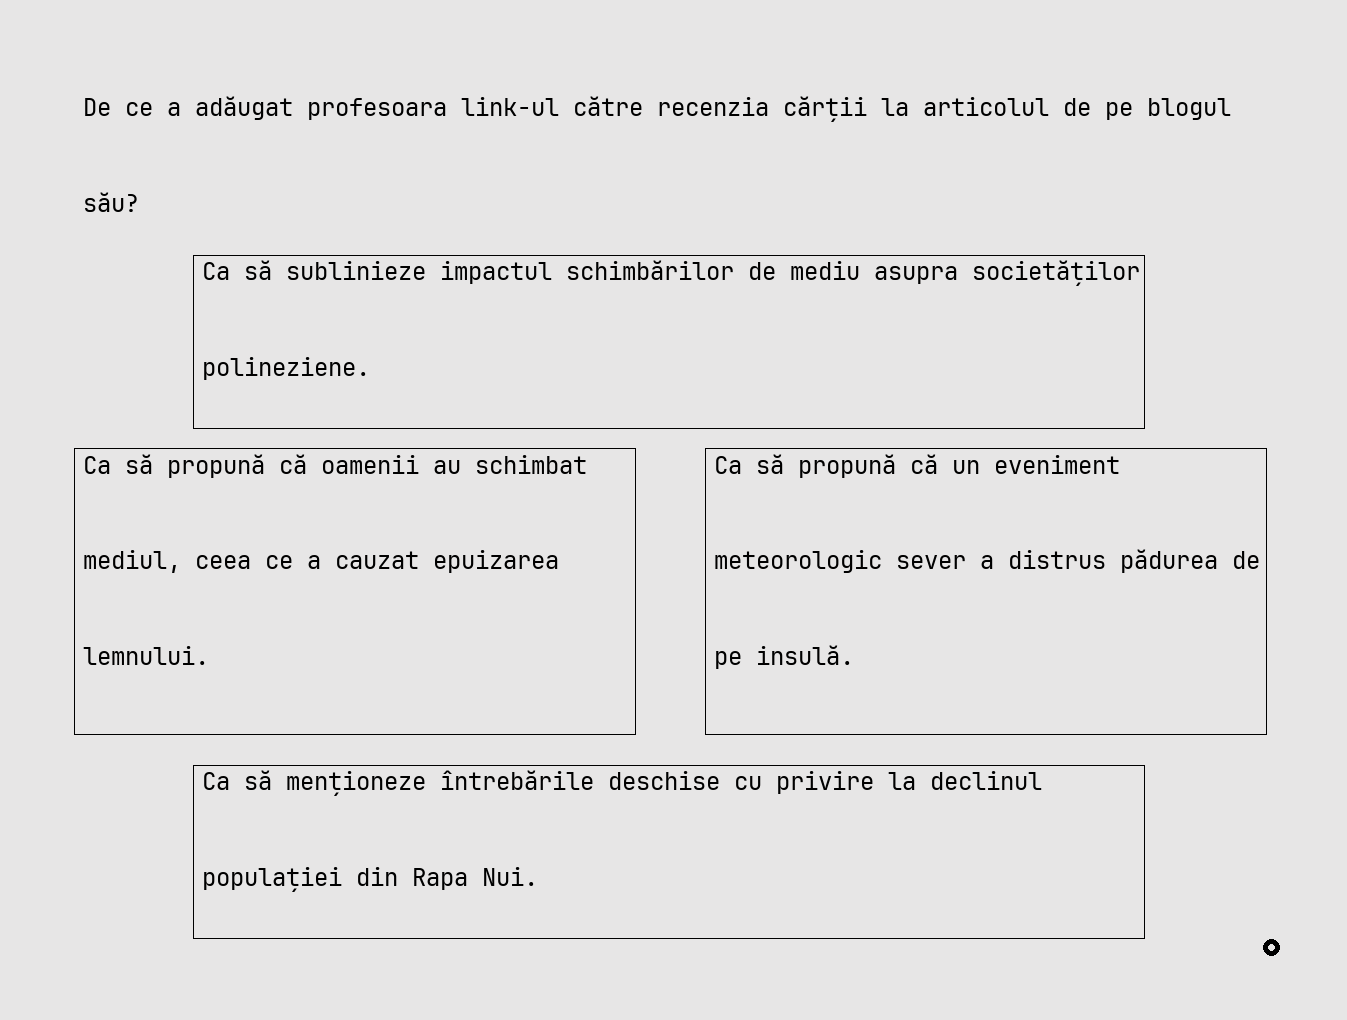 De ce a adăugat profesoara link-ul către recenzia cărții la articolul de pe blogul
său?
Ca să sublinieze impactul schimbărilor de mediu asupra societăților
polineziene.
Ca să propună că oamenii au schimbat
mediul, ceea ce a cauzat epuizarea
lemnului.
Ca să propună că un eveniment
meteorologic sever a distrus pădurea de
pe insulă.
Ca să menționeze întrebările deschise cu privire la declinul
populației din Rapa Nui.